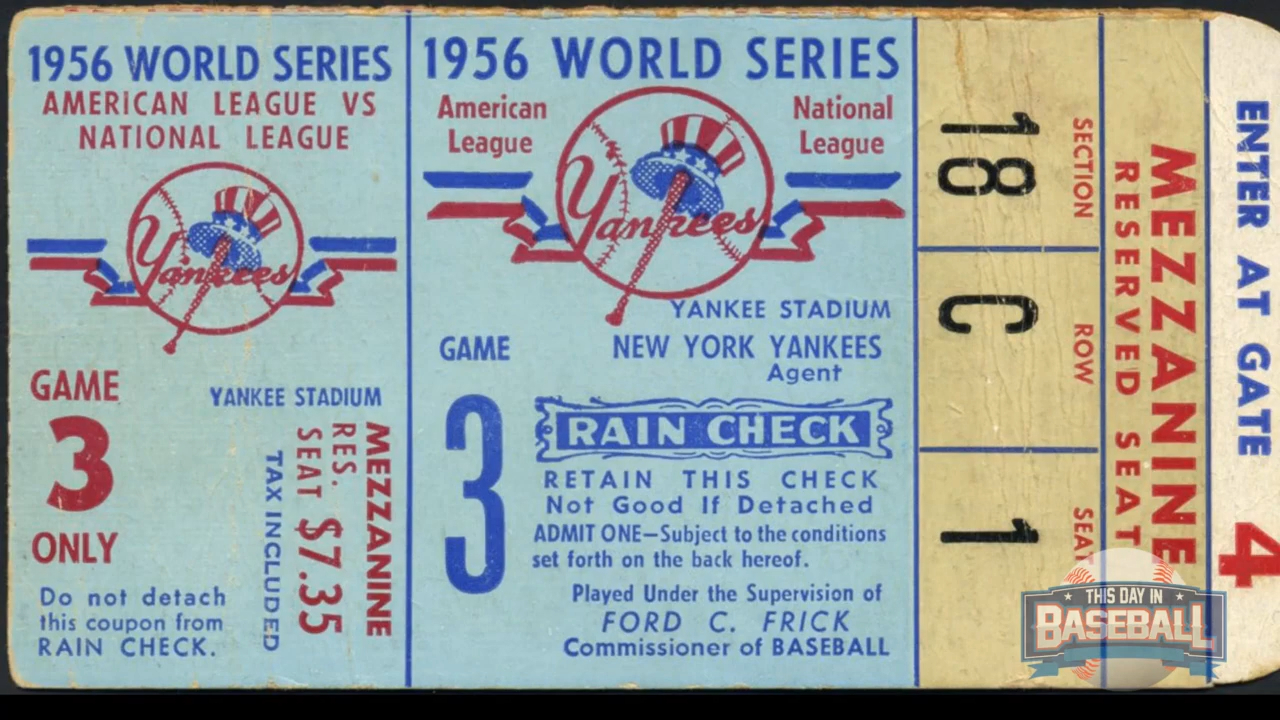 1956 WORLD SERIES
AMERICAN LEAGUE VS
NATIONAL LEAGUE
Yankees
GAME
3
ONLY
YANKEE STADIUM
MEZZANINE
RES.
SEAT $7.35
TAX INCLUDED
Do not detach
this coupon from
RAIN CHECK.
1956 WORLD SERIES
American
League
National
League
Yankees
YANKEE STADIUM
NEW YORK YANKEES
Agent
GAME
3
RAIN CHECK
RETAIN THIS CHECK
Not Good If Detached
ADMIT ONE—Subject to the conditions
set forth on the back hereof.
Played Under the Supervision of
FORD C. FRICK
Commissioner of BASEBALL
SECTION
18
ROW
C
SEAT
1
MEZZANINE
RESERVED SEAT
ENTER AT GATE
4
THIS DAY IN
BASEBALL